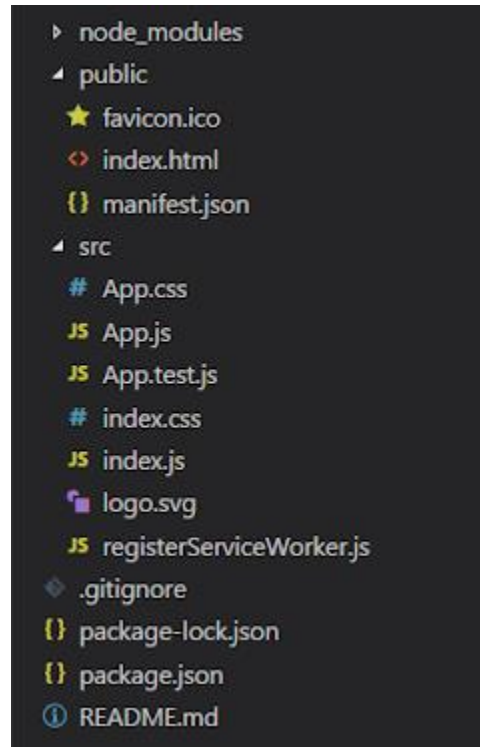 node_modules
public
favicon.ico
index.html
manifest.json
src
App.css
App.js
App.test.js
index.css
index.js
logo.svg
registerServiceWorker.js
.gitignore
package-lock.json
package.json
README.md